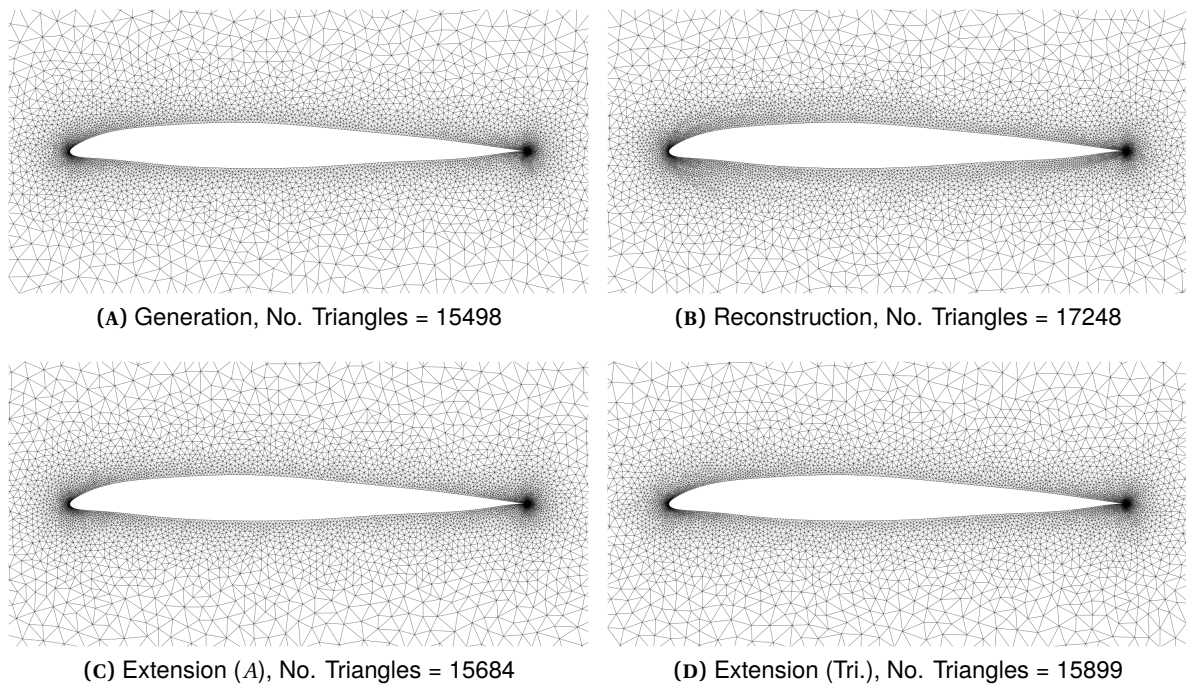 (A) Generation, No. Triangles = 15498
(B) Reconstruction, No. Triangles = 17248
(C) Extension (A), No. Triangles = 15684
(D) Extension (Tri.), No. Triangles = 15899